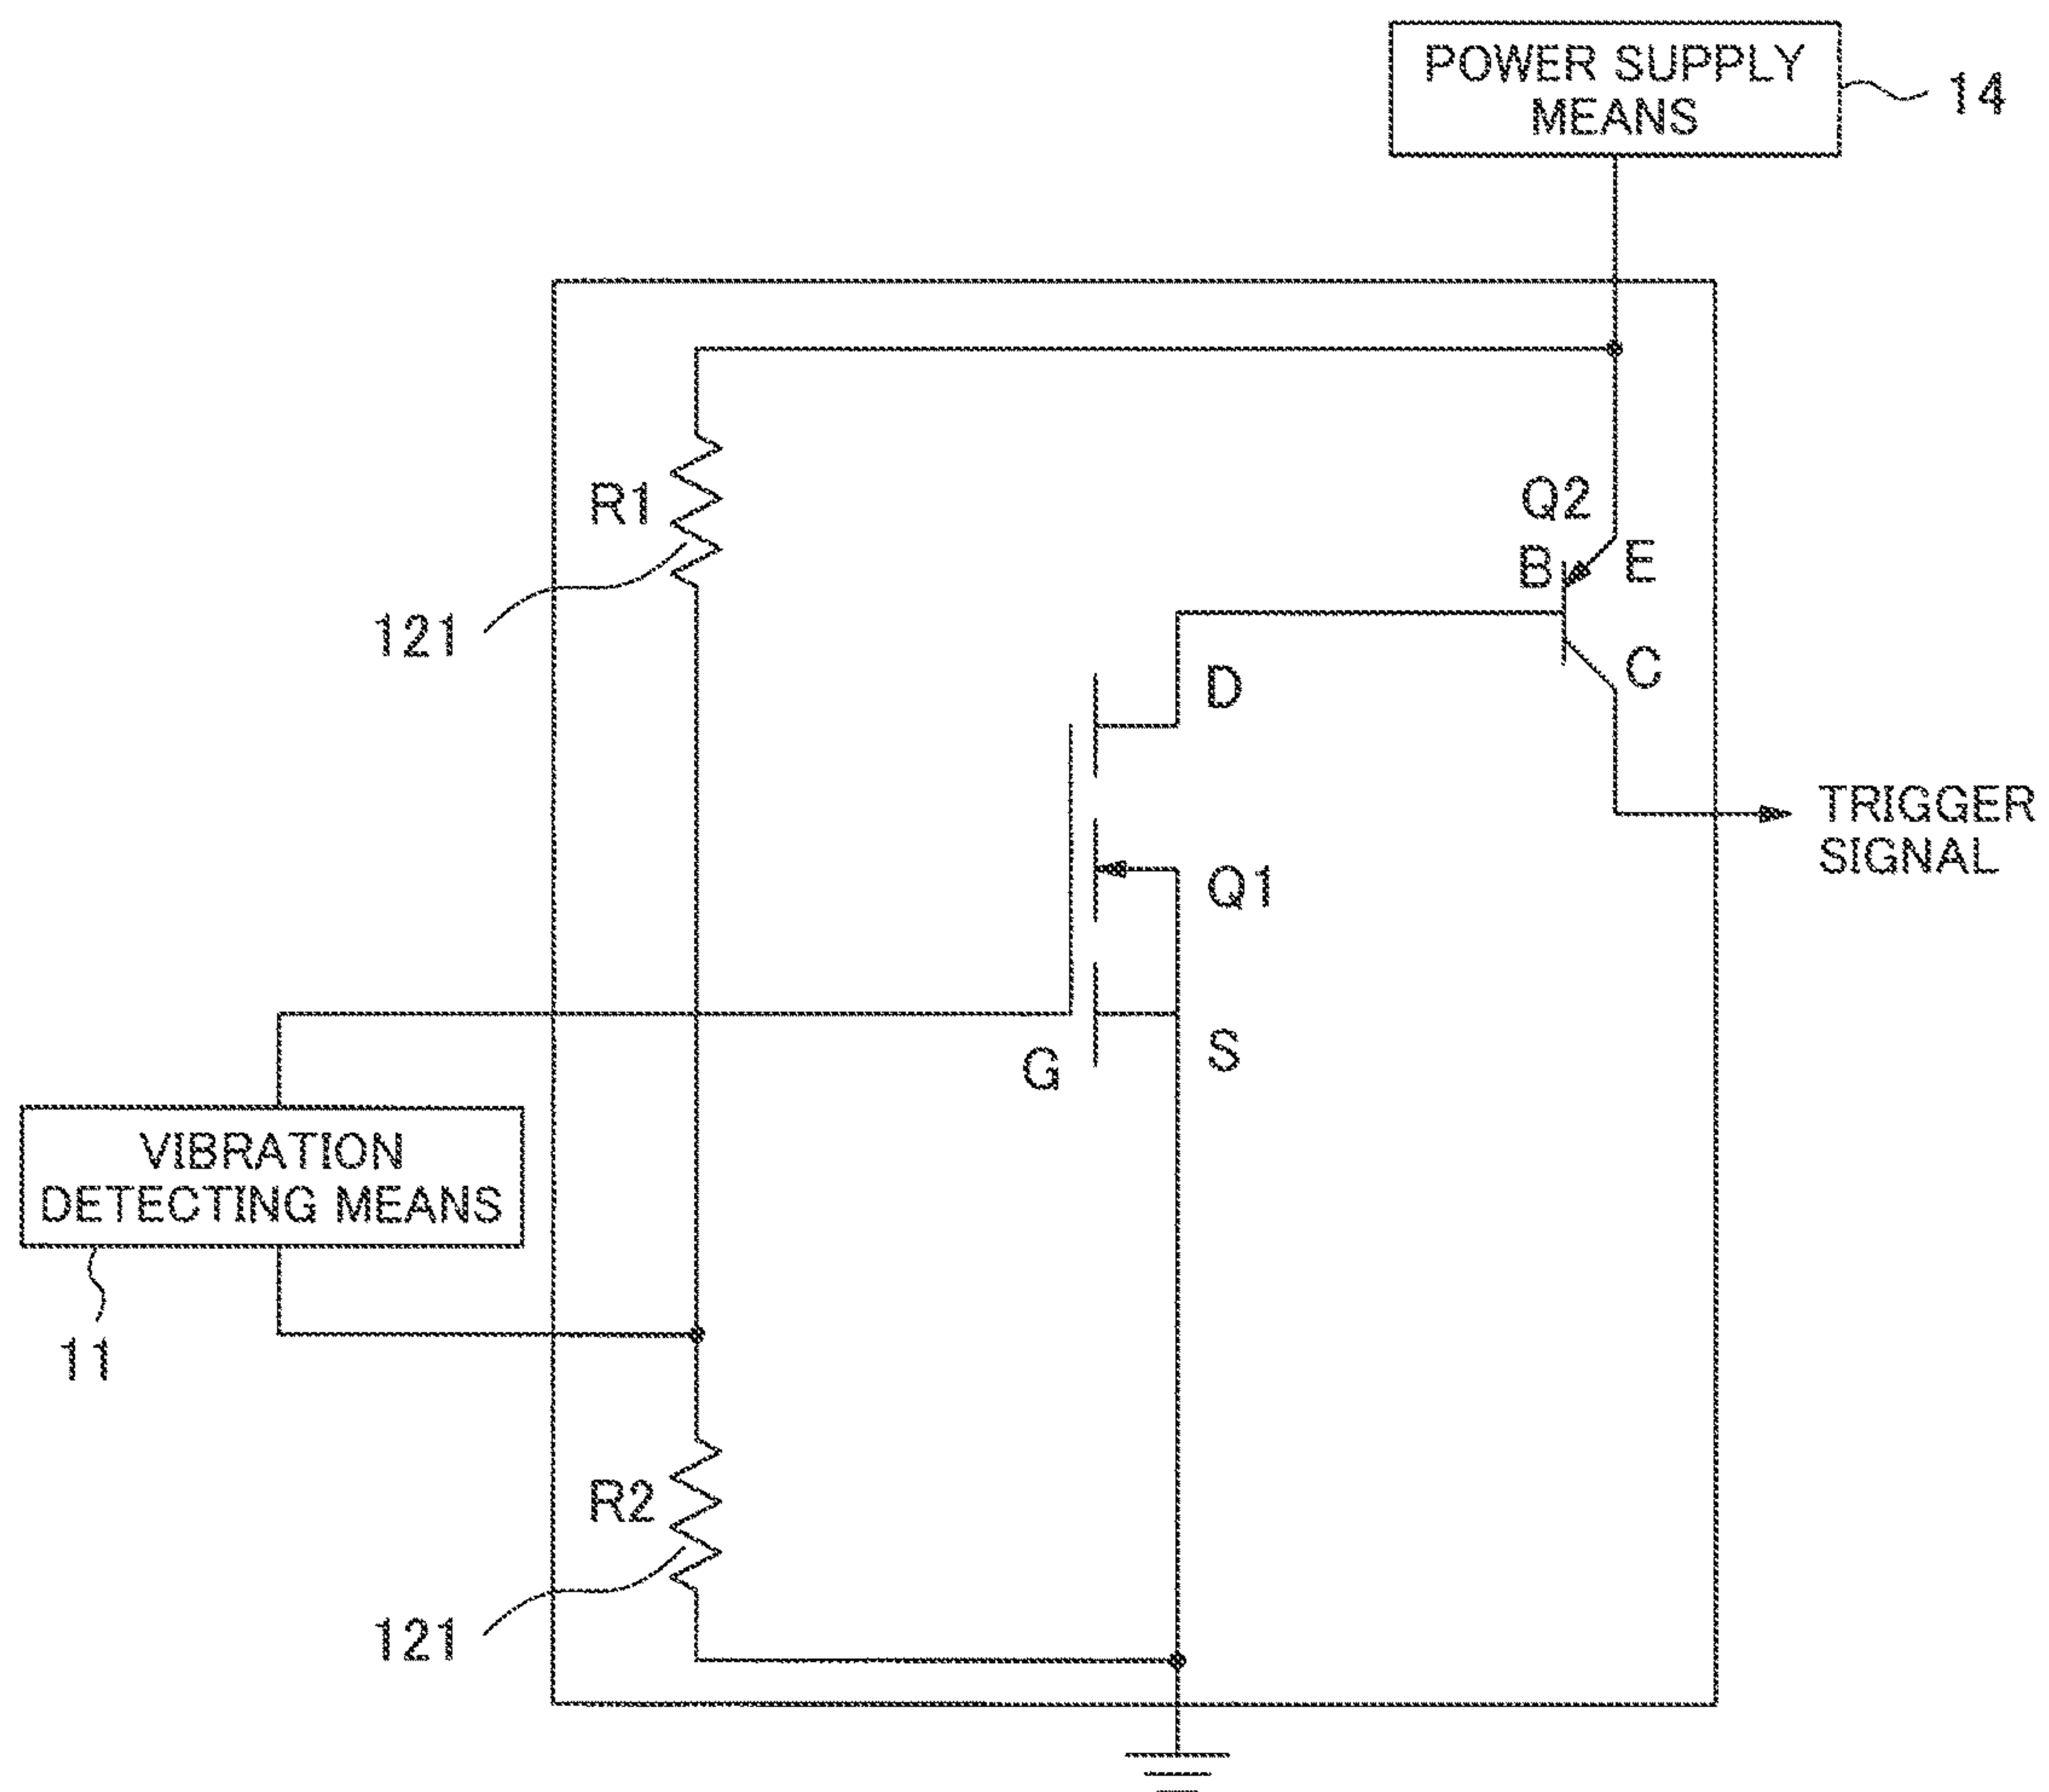 POWER SUPPLY
MEANS
14
R1
Q2
B
E
121
C
D
TRIGGER
SIGNAL
Q1
G
S
VIBRATION
DETECTING MEANS
11
R2
121